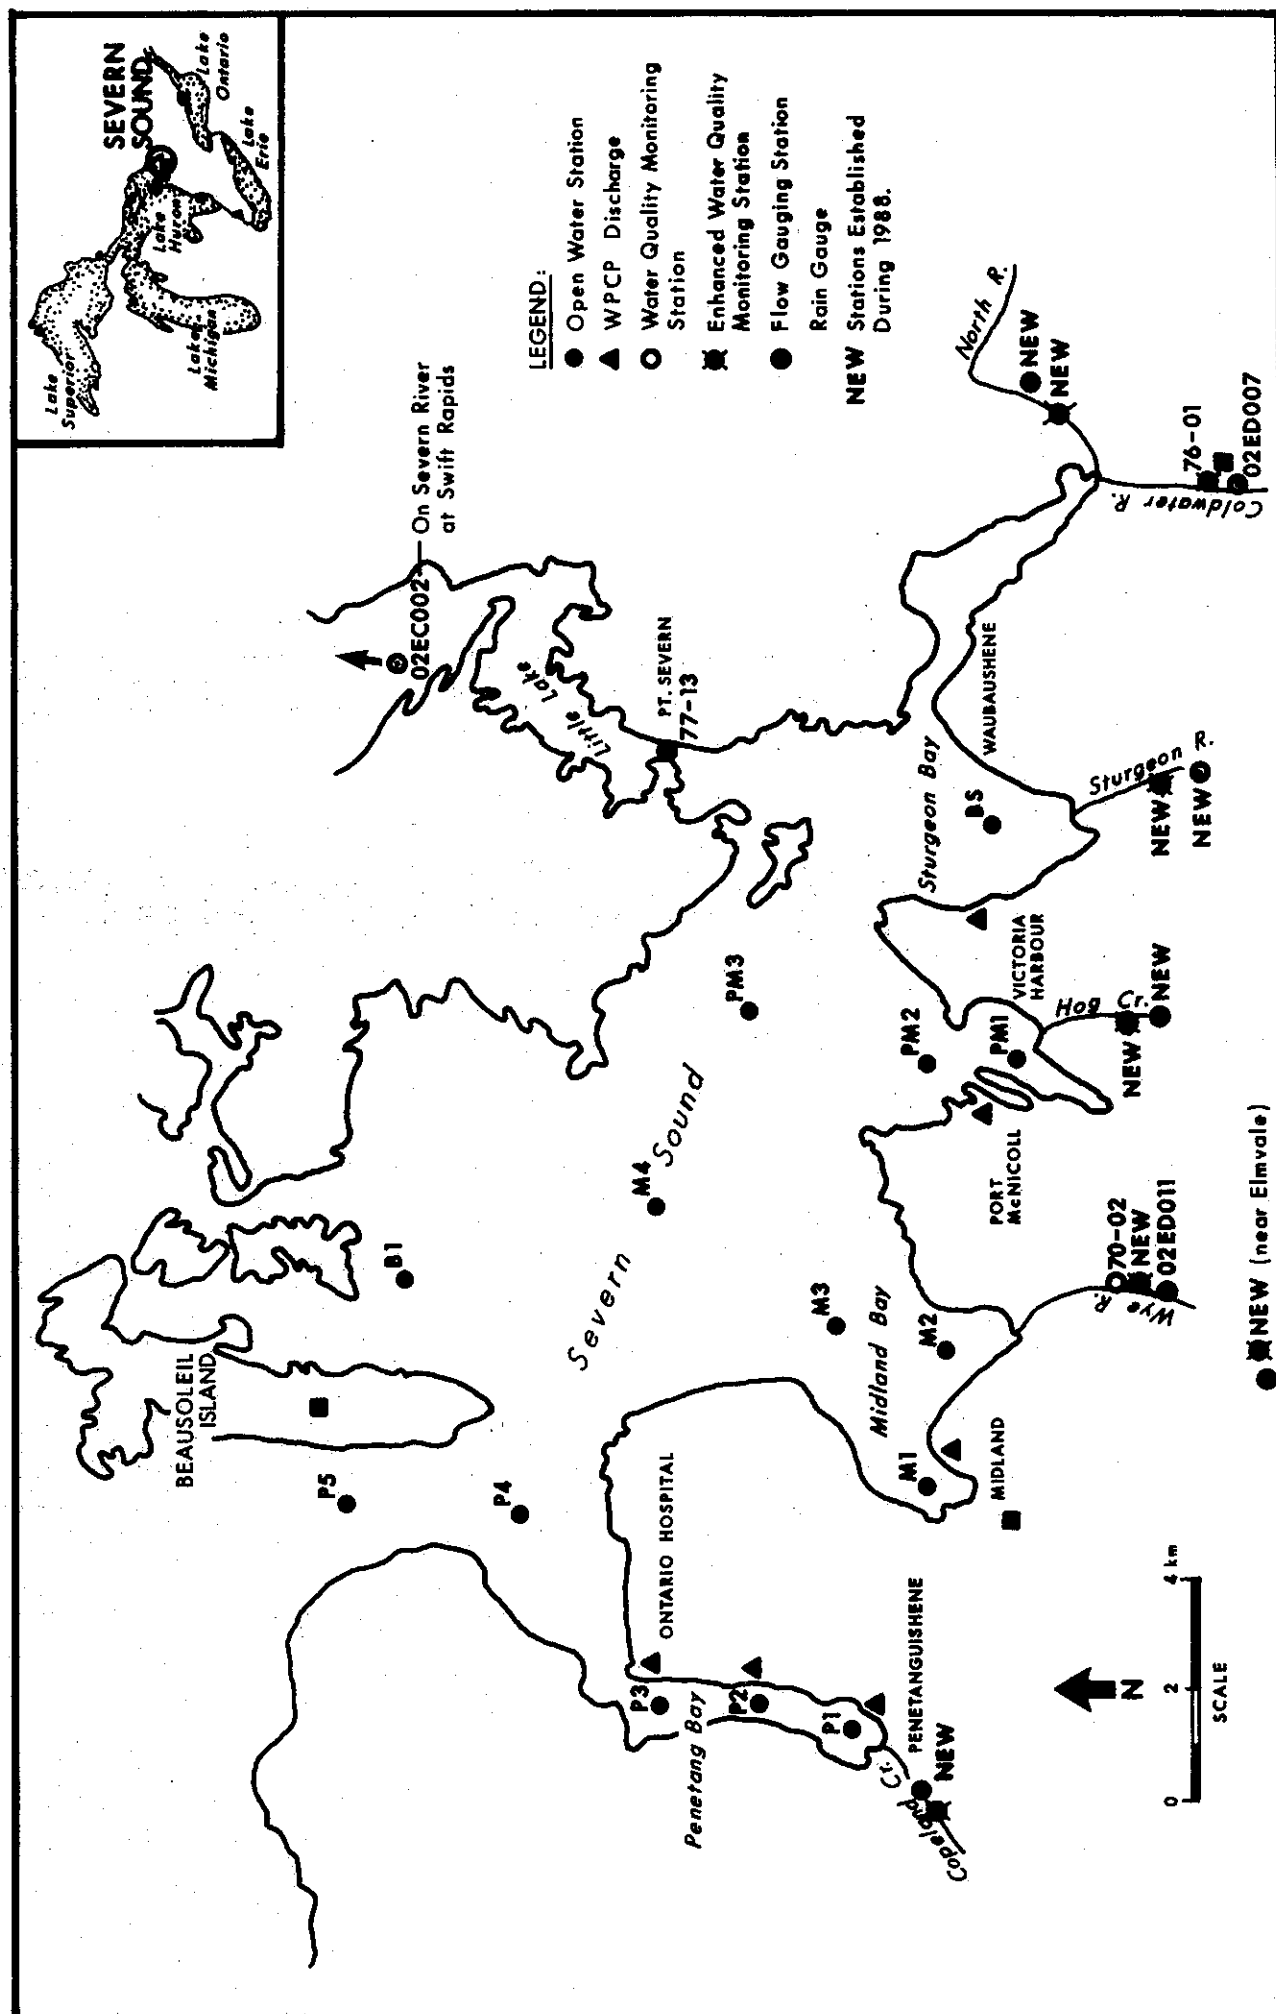 SEVERN
SOUND
Lake
Superior
Lake
Michigan
Lake
Huron
Lake
Erie
Lake
Ontario
LEGEND:
Open Water Station
WPCP Discharge
Water Quality Monitoring
Station
Enhanced Water Quality
Monitoring Station
Flow Gauging Station
Rain Gauge
NEW Stations Established
During 1988.
On Severn River
at Swift Rapids
02EC002
Little Lake
PT. SEVERN
77-13
BEAUSOLEIL
ISLAND
P5
P4
B1
M4
PM3
Severn Sound
ONTARIO HOSPITAL
P3
Penetang Bay
P2
P1
PENETANGUISHENE
Copeland Cr.
NEW
M3
Midland Bay
M2
M1
MIDLAND
PM2
PM1
PORT
McNICOLL
VICTORIA
HARBOUR
Hog Cr.
NEW
NEW
Sturgeon Bay
BS
WAUBAUSHENE
Sturgeon R.
NEW
NEW
North R.
NEW
NEW
Coldwater R.
76-01
02ED007
Wye R.
70-02
NEW
02ED011
NEW (near Elmvale)
N
0 2 4 km
SCALE